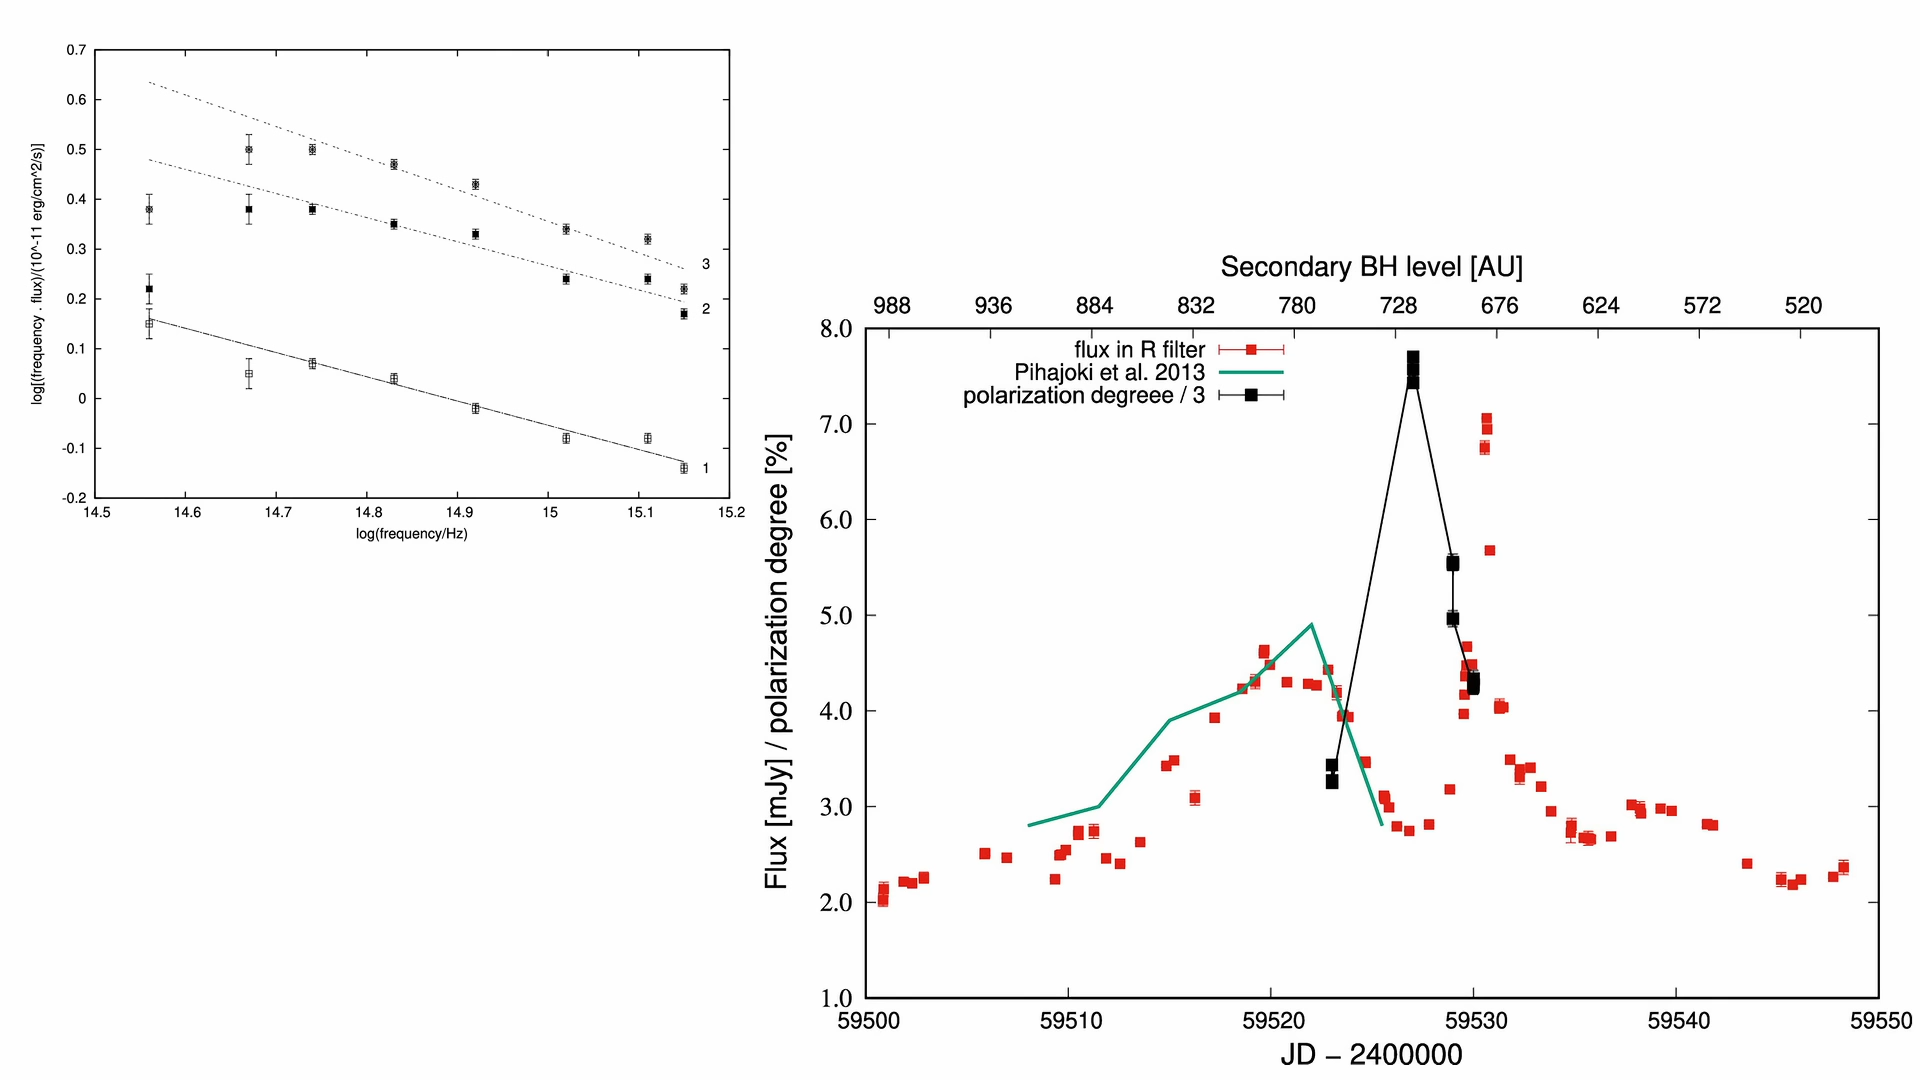 0.7
0.6
0.5
0.4
0.3
0.2
0.1
0
-0.1
-0.2
log[(frequency . flux)/(10^-11 erg/cm^2/s)]
3
2
1
14.5 14.6 14.7 14.8 14.9 15 15.1 15.2
log(frequency/Hz)
Secondary BH level [AU]
988 936 884 832 780 728 676 624 572 520
flux in R filter
Pihajoki et al. 2013
polarization degreee / 3
8.0
7.0
6.0
5.0
4.0
3.0
2.0
1.0
Flux [mJy] / polarization degree [%]
59500 59510 59520 59530 59540 59550
JD – 2400000